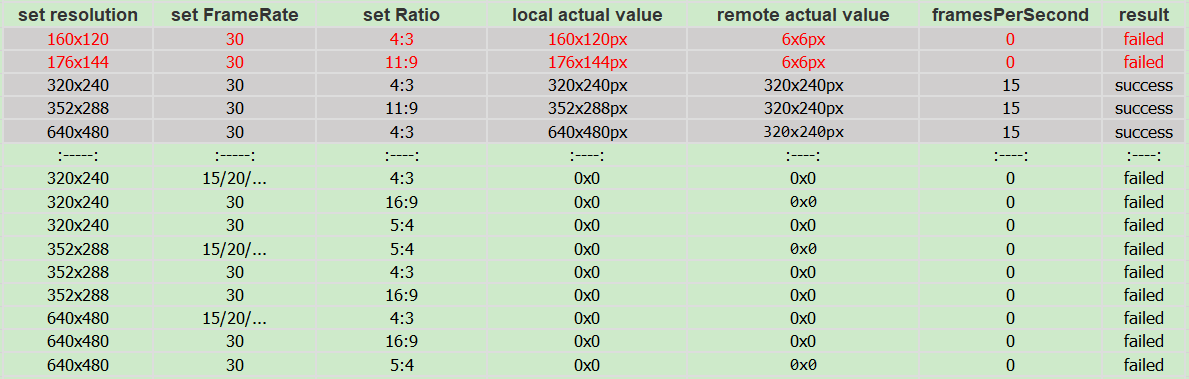 set resolution set FrameRate set Ratio local actual value remote actual value framesPerSecond result
160x120 30 4:3 160x120px 6x6px 0 failed
176x144 30 11:9 176x144px 6x6px 0 failed
320x240 30 4:3 320x240px 320x240px 15 success
352x288 30 11:9 352x288px 320x240px 15 success
640x480 30 4:3 640x480px 320x240px 15 success
:-----: :-----: :----: :----: :----: :----: :----:
320x240 15/20/... 4:3 0x0 0x0 0 failed
320x240 30 16:9 0x0 0x0 0 failed
320x240 30 5:4 0x0 0x0 0 failed
352x288 15/20/... 5:4 0x0 0x0 0 failed
352x288 30 4:3 0x0 0x0 0 failed
352x288 30 16:9 0x0 0x0 0 failed
640x480 15/20/... 4:3 0x0 0x0 0 failed
640x480 30 16:9 0x0 0x0 0 failed
640x480 30 5:4 0x0 0x0 0 failed